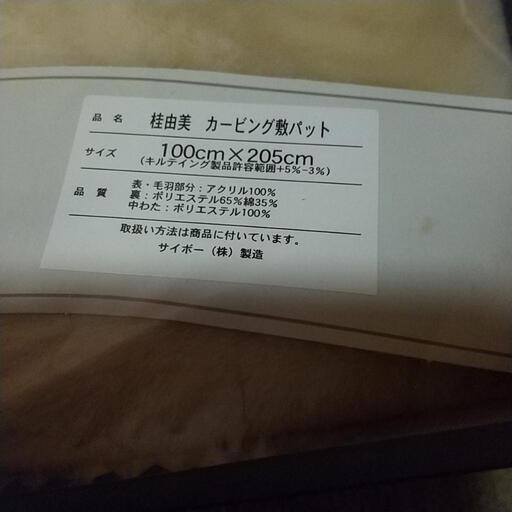 品名 桂由美 カービング敷パット
サイズ 100cm×205cm
(キルテイング製品許容範囲+5%-3%)
品質 表・毛羽部分：アクリル100%
裏：ポリエステル65%綿35%
中わた：ポリエステル100%
取扱い方法は商品に付いています。
サイボー（株）製造